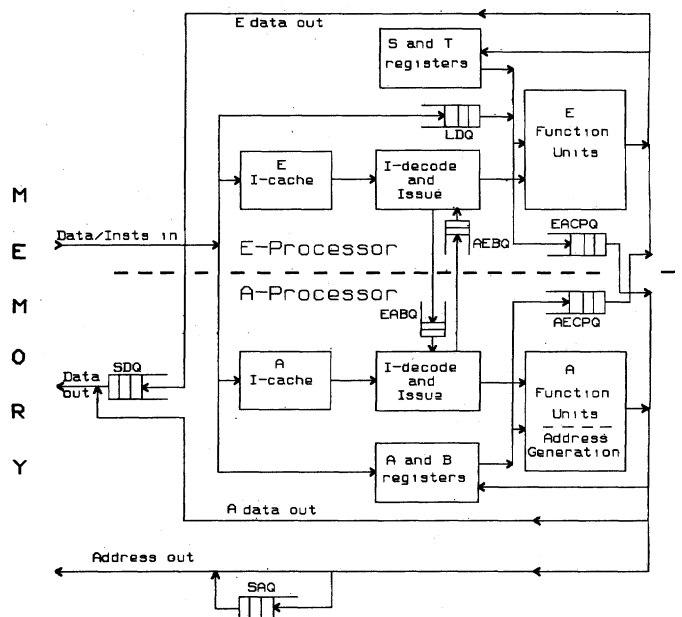 E data out
S and T
registers
LDQ
E
Function
Units
E
I-cache
I-decode
and
Issue
AEBQ
EACPQ
Data/Insts in
E-Processor
A-Processor
EABQ
AECPQ
MEMORY
Data
out
SDQ
A
I-cache
I-decode
and
Issue
A
Function
Units
Address
Generation
A and B
registers
A data out
Address out
SAQ